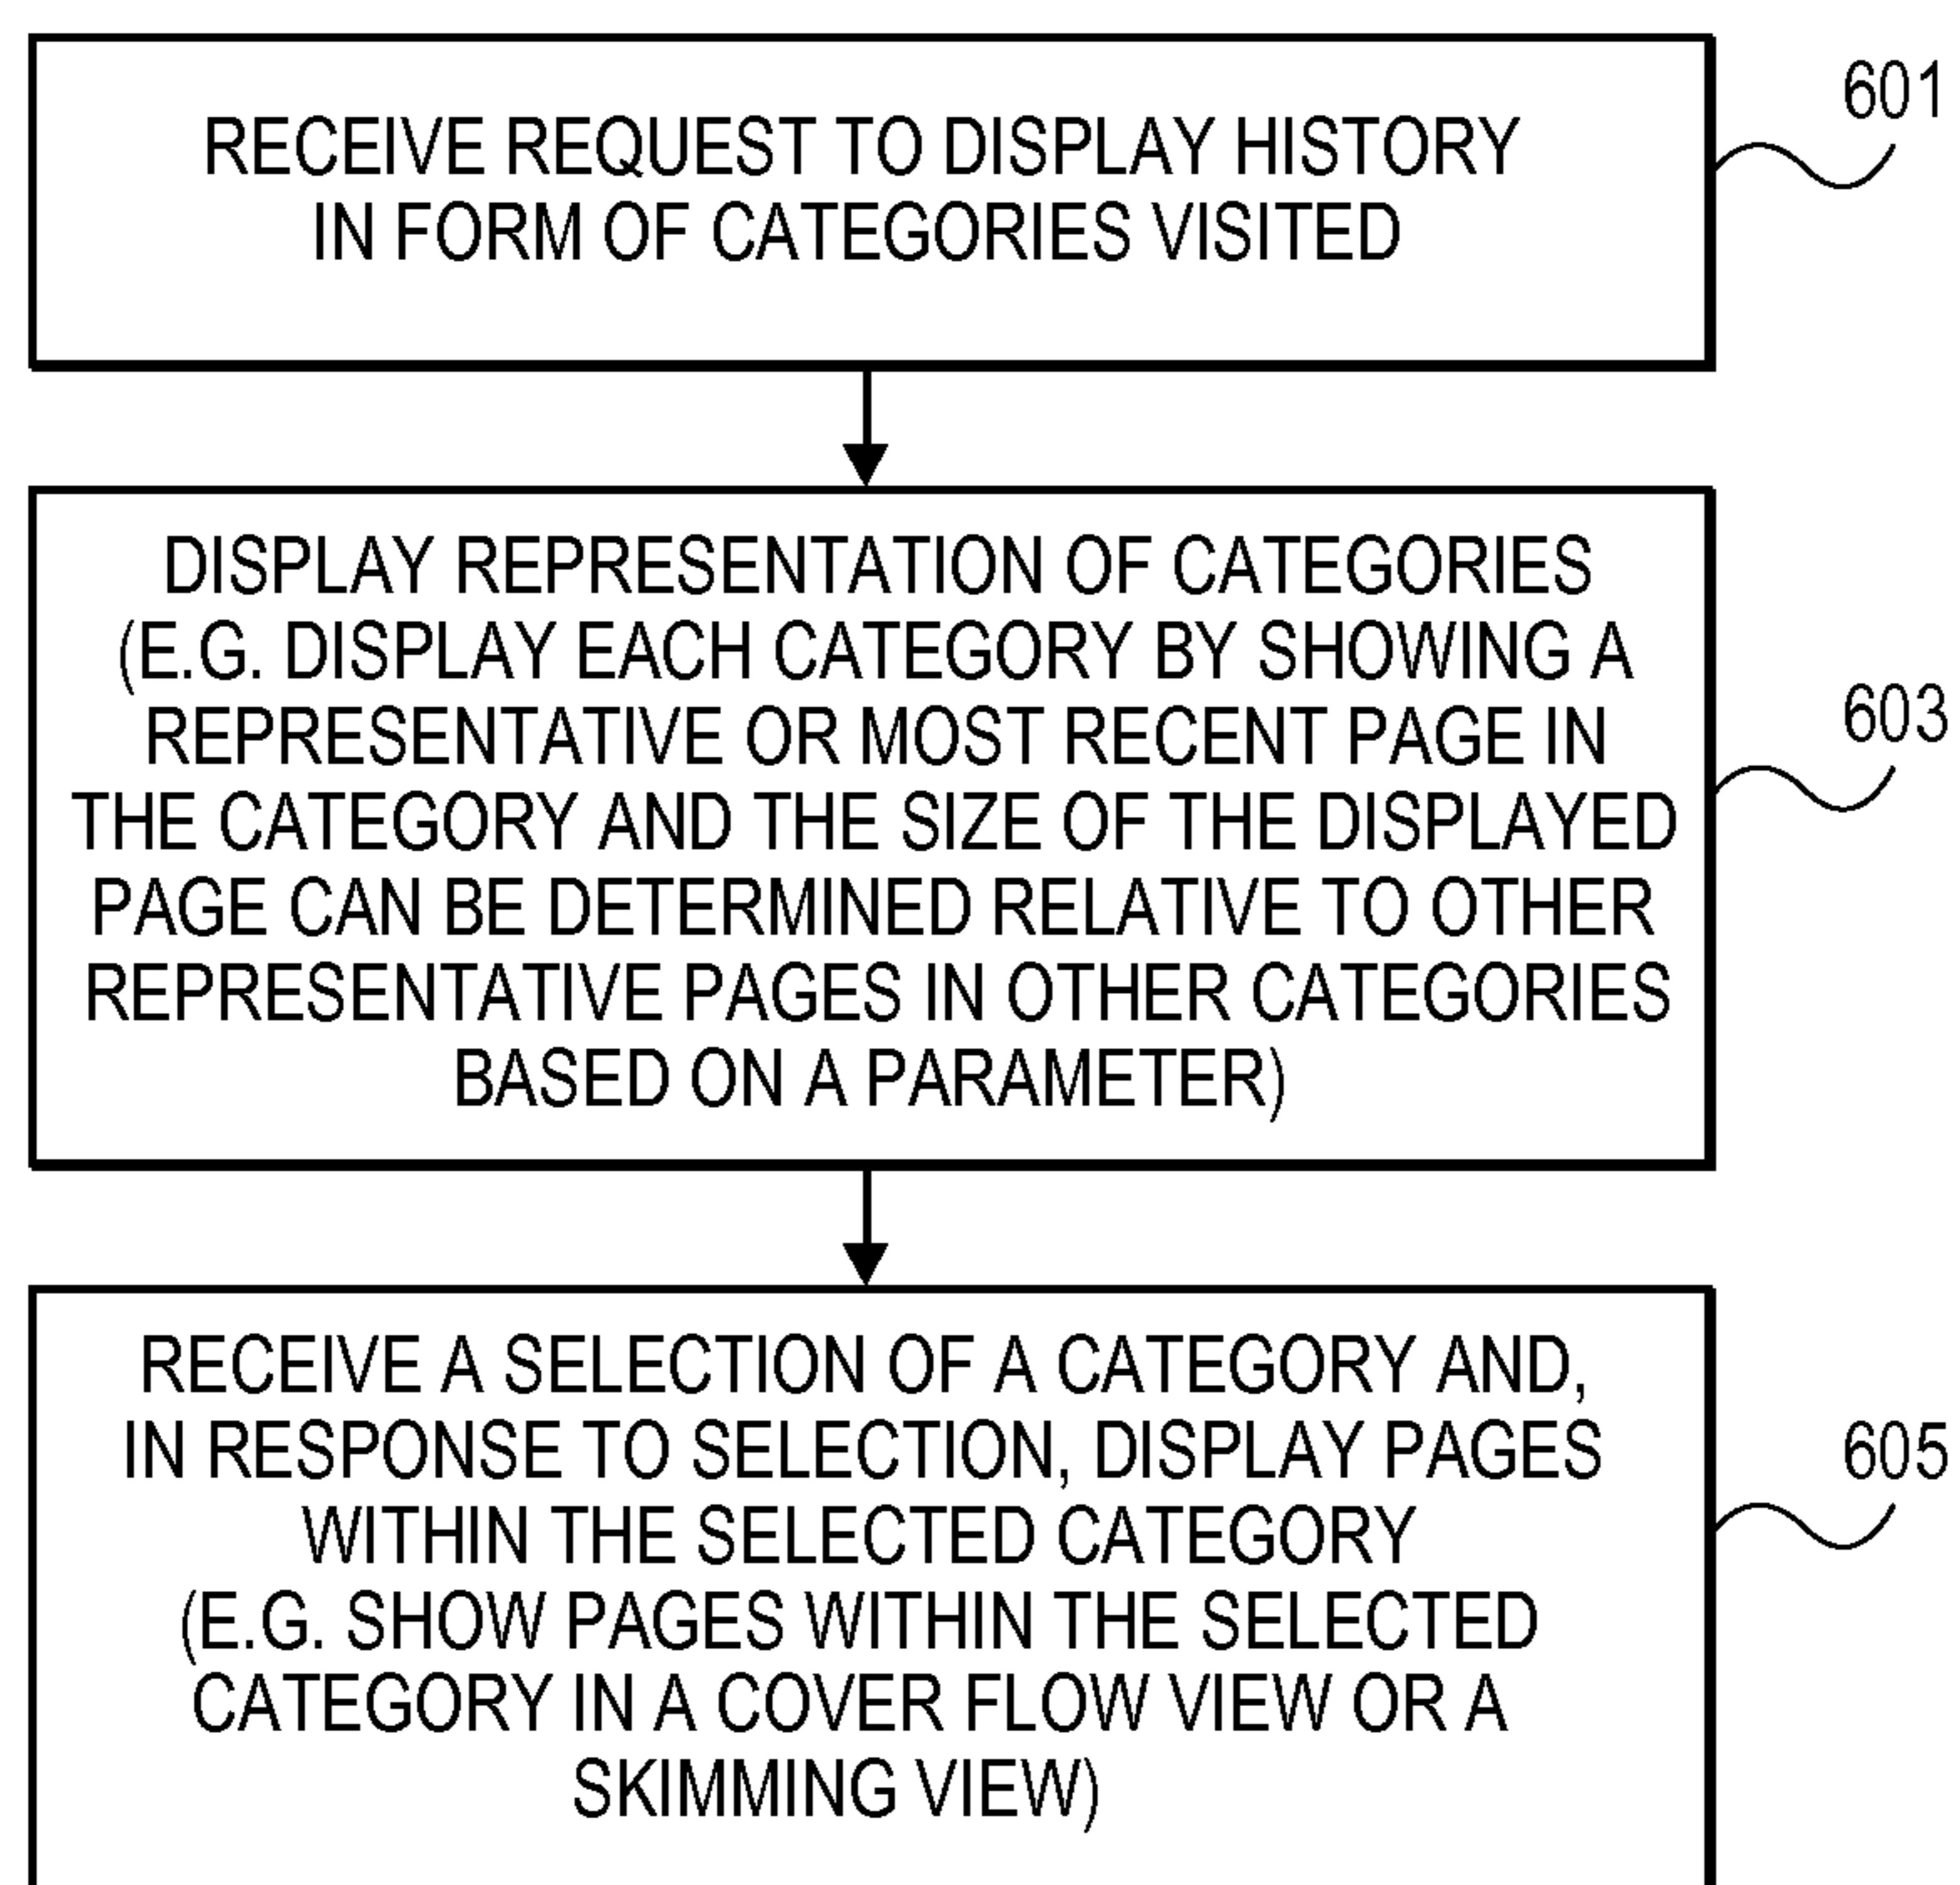 RECEIVE REQUEST TO DISPLAY HISTORY
IN FORM OF CATEGORIES VISITED
601
DISPLAY REPRESENTATION OF CATEGORIES
(E.G. DISPLAY EACH CATEGORY BY SHOWING A
REPRESENTATIVE OR MOST RECENT PAGE IN
THE CATEGORY AND THE SIZE OF THE DISPLAYED
PAGE CAN BE DETERMINED RELATIVE TO OTHER
REPRESENTATIVE PAGES IN OTHER CATEGORIES
BASED ON A PARAMETER)
603
RECEIVE A SELECTION OF A CATEGORY AND,
IN RESPONSE TO SELECTION, DISPLAY PAGES
WITHIN THE SELECTED CATEGORY
(E.G. SHOW PAGES WITHIN THE SELECTED
CATEGORY IN A COVER FLOW VIEW OR A
SKIMMING VIEW)
605